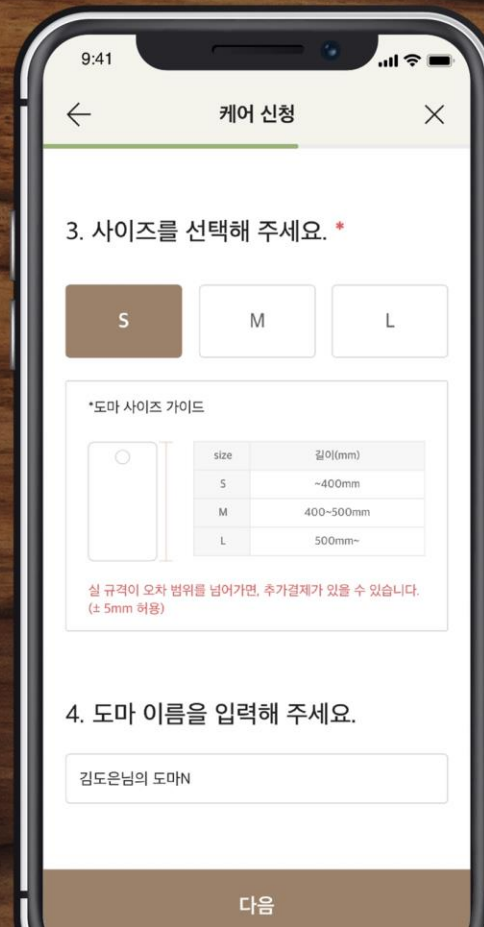 9:41
케어 신청
3. 사이즈를 선택해 주세요. *
S M L
*도마 사이즈 가이드
size 길이(mm)
S ~400mm
M 400~500mm
L 500mm~
실 규격이 오차 범위를 넘어가면, 추가결제가 있을 수 있습니다.
(± 5mm 허용)
4. 도마 이름을 입력해 주세요.
김도은님의 도마N
다음